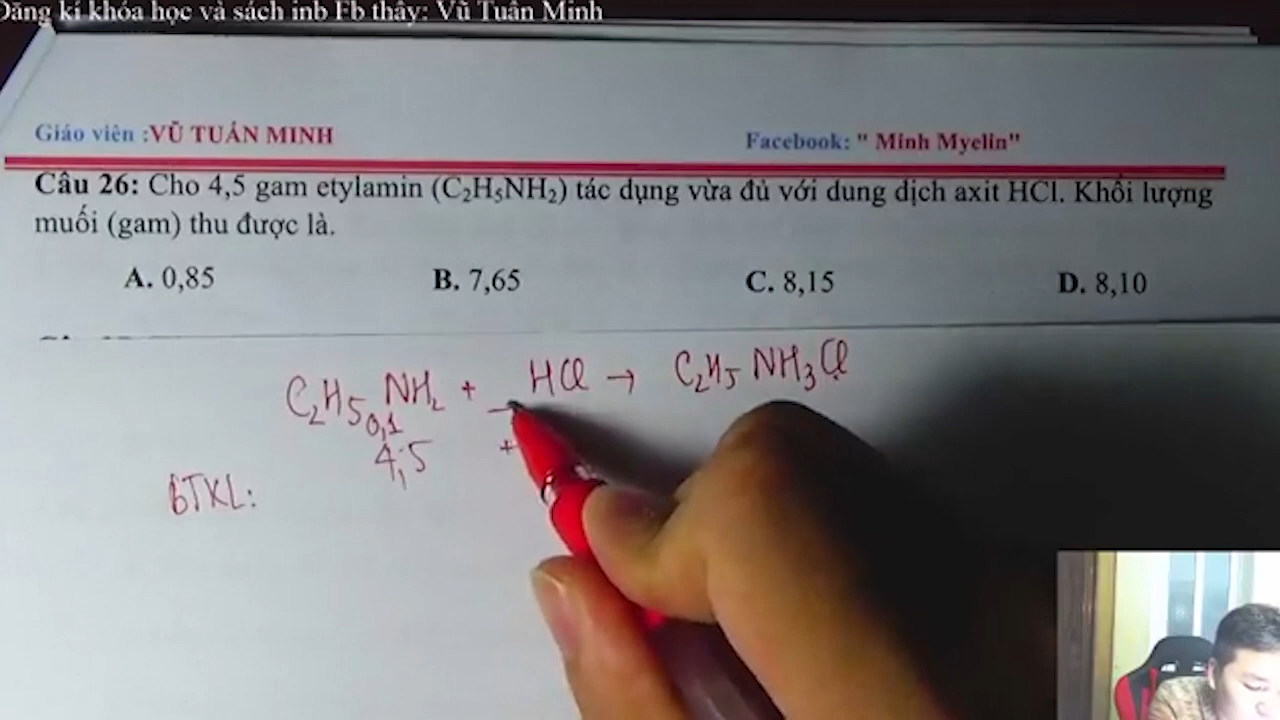 Đăng kí khóa học và sách inb Fb thầy: Vũ Tuấn Minh
Giáo viên :VŨ TUẤN MINH
Facebook: " Minh Myelin"
Câu 26: Cho 4,5 gam etylamin (C₂H₅NH₂) tác dụng vừa đủ với dung dịch axit HCl. Khối lượng
muối (gam) thu được là.
A. 0,85 B. 7,65 C. 8,15 D. 8,10
C₂H₅NH₂ + HCl → C₂H₅NH₃Cl
0,1
4,5 +
BTKL: